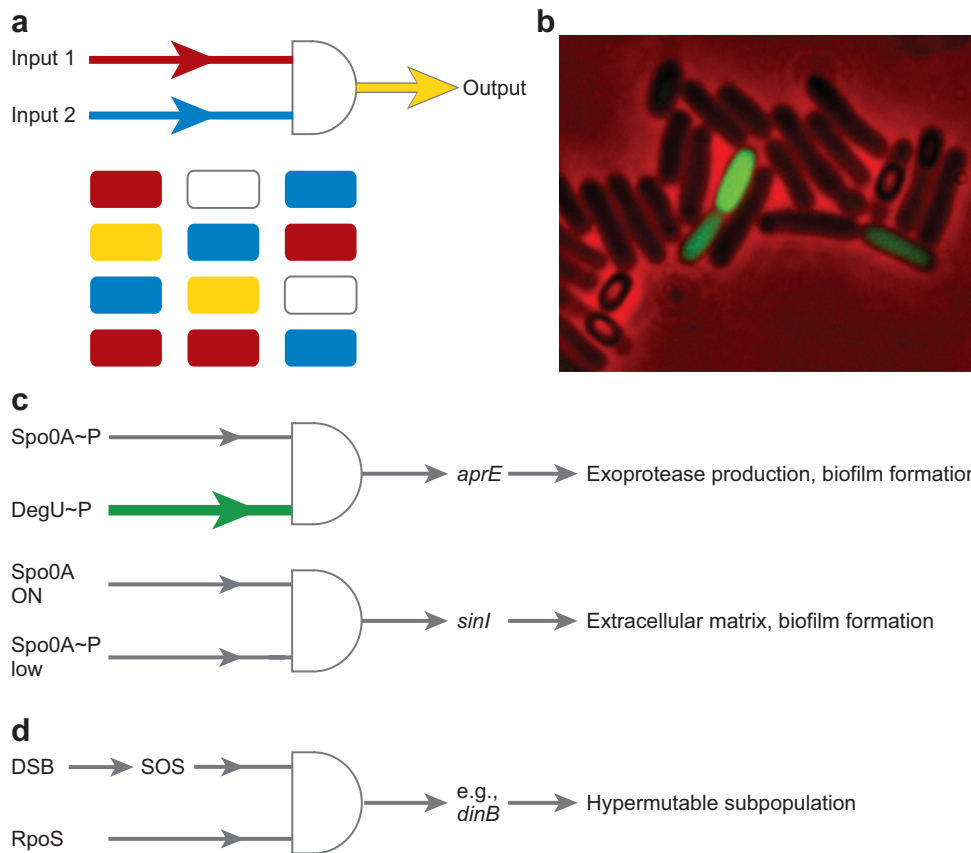 a
Input 1
Input 2
Output
b
c
Spo0A~P
DegU~P
aprE
Exoprotease production, biofilm formation
Spo0A
ON
Spo0A~P
low
sinI
Extracellular matrix, biofilm formation
d
DSB
SOS
RpoS
e.g.,
dinB
Hypermutable subpopulation